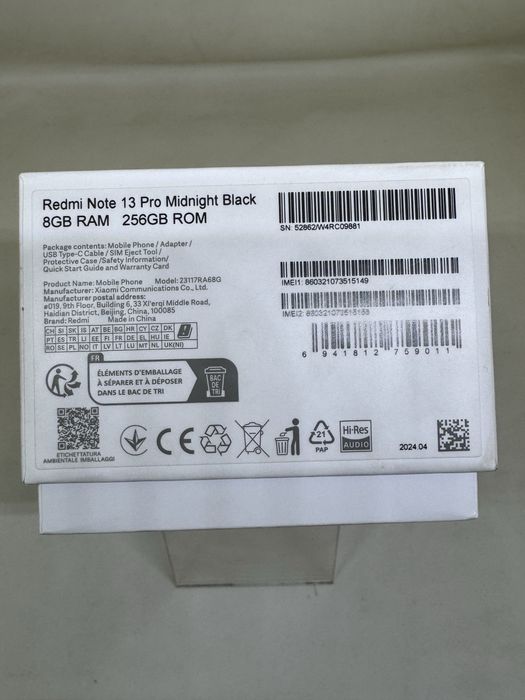 Redmi Note 13 Pro Midnight Black
8GB RAM 256GB ROM
Package contents: Mobile Phone / Adapter /
USB Type-C Cable / SIM Eject Tool /
Protective Case /Safety Information/
Quick Start Guide and Warranty Card
Product Name: Mobile Phone Model: 23117RA68G
Manufacturer: Xiaomi Communications Co., Ltd.
Manufacturer postal address:
#019, 9th Floor, Building 6, 33 Xi'erqi Middle Road,
Haidian District, Beijing, China, 100085
Brand: Redmi Made in China
CH SI SK IS AT BE BG HR CY CZ DK
PT ES TR LI EE FI FR DE EL HU IE
RO SE PL NO IT LV LT LU MT NL UK(NI)
SN: 52862/W4RC09881
IMEI1: 860321073515149
IMEI2: 860321073515156
6 941812 759011
FR
ÉLÉMENTS D'EMBALLAGE
À SÉPARER ET À DÉPOSER
DANS LE BAC DE TRI
BAC
DE
TRI
ETICHETTATURA
AMBIENTALE IMBALLAGGI
CE
21
PAP
Hi-Res
AUDIO
2024.04